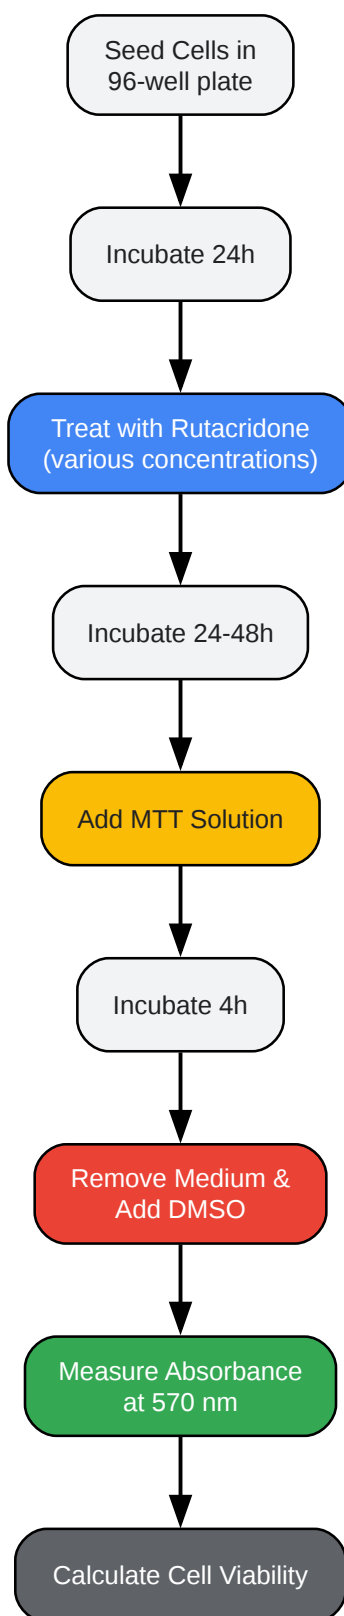 Seed Cells in
96-well plate
Incubate 24h
Treat with Rutacridone
(various concentrations)
Incubate 24-48h
Add MTT Solution
Incubate 4h
Remove Medium &
Add DMSO
Measure Absorbance
at 570 nm
Calculate Cell Viability